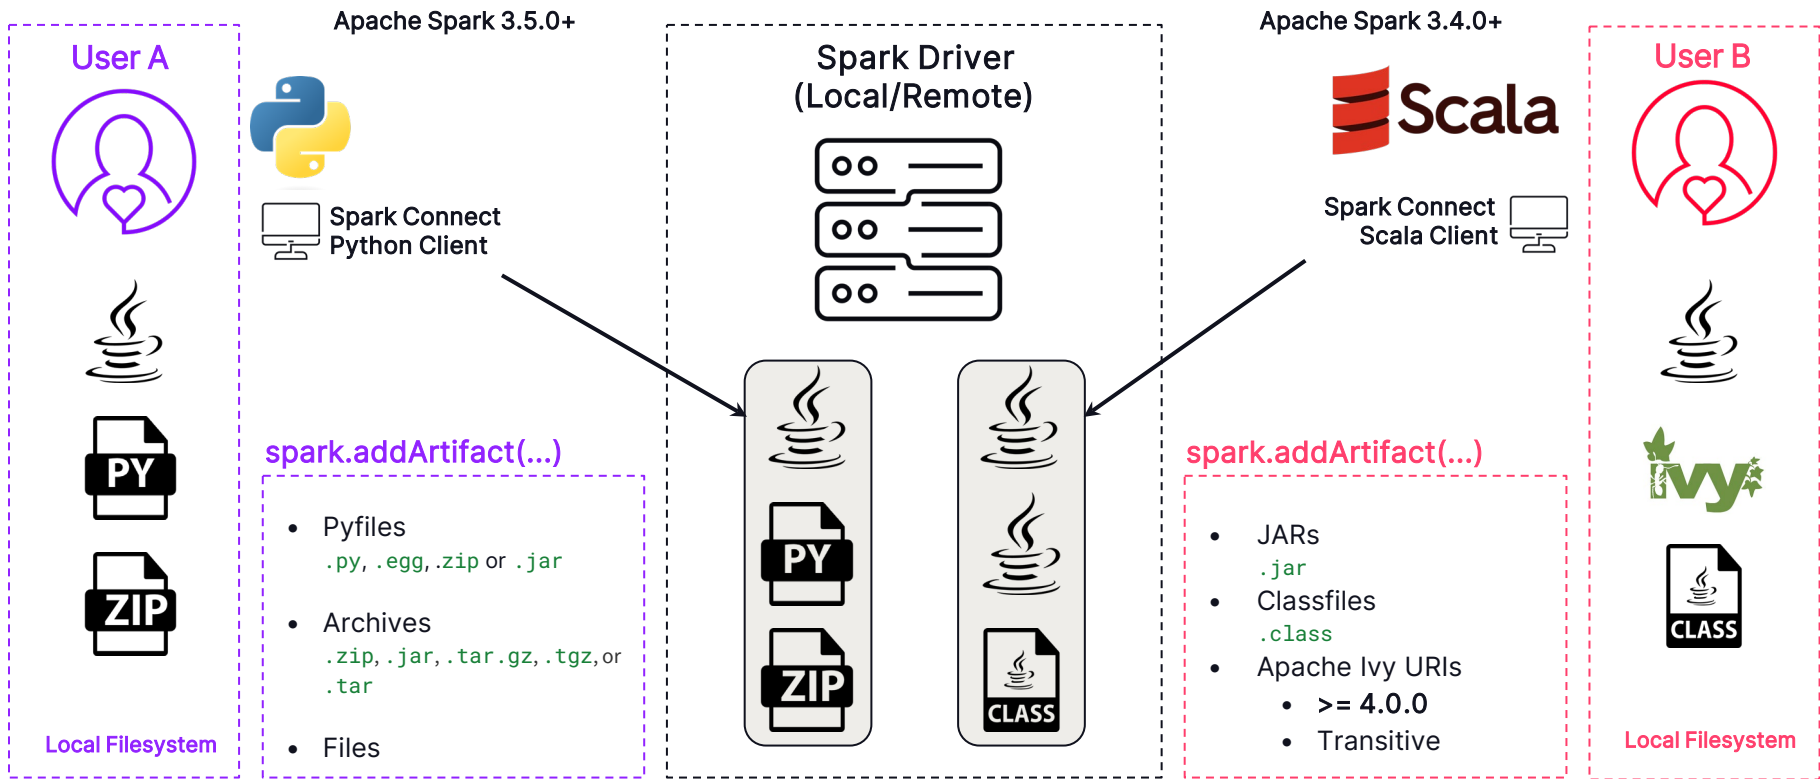 Apache Spark 3.5.0+
Apache Spark 3.4.0+
User A
Spark Connect
Python Client
PY
ZIP
Local Filesystem
spark.addArtifact(...)
• Pyfiles
.py, .egg, .zip or .jar
• Archives
.zip, .jar, .tar.gz, .tgz, or
.tar
• Files
Spark Driver
(Local/Remote)
PY
ZIP
CLASS
Scala
Spark Connect
Scala Client
spark.addArtifact(...)
• JARs
.jar
• Classfiles
.class
• Apache Ivy URIs
• >= 4.0.0
• Transitive
User B
ivy
CLASS
Local Filesystem